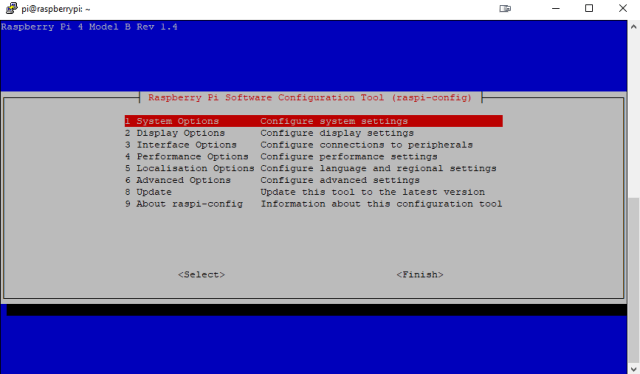 pi@raspberrypi: ~
Raspberry Pi 4 Model B Rev 1.4
Raspberry Pi Software Configuration Tool (raspi-config)
1 System Options Configure system settings
2 Display Options Configure display settings
3 Interface Options Configure connections to peripherals
4 Performance Options Configure performance settings
5 Localisation Options Configure language and regional settings
6 Advanced Options Configure advanced settings
8 Update Update this tool to the latest version
9 About raspi-config Information about this configuration tool
<Select> <Finish>